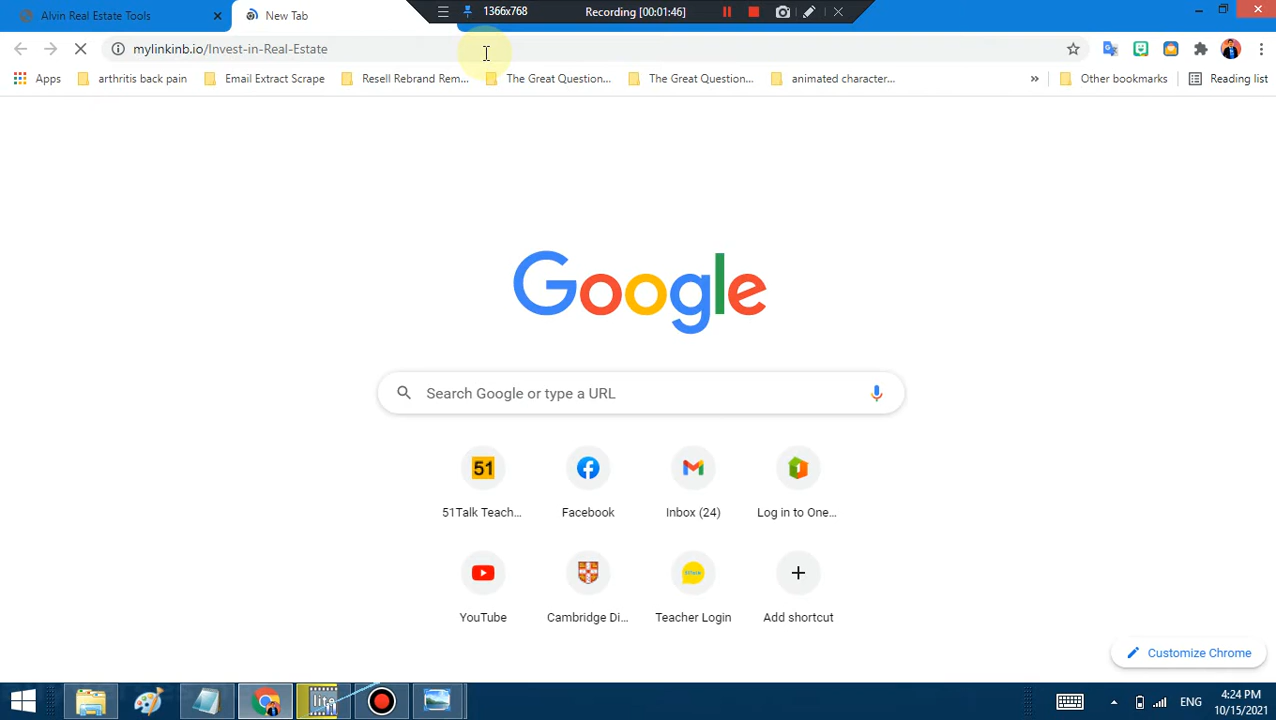 Alvin Real Estate Tools
New Tab
1366x768
Recording [00:01:46]
mylinkinb.io/Invest-in-Real-Estate
Apps
arthritis back pain
Email Extract Scrape
Resell Rebrand Rem...
The Great Question...
The Great Question...
animated character...
»
Other bookmarks
Reading list
Google
Search Google or type a URL
51
51Talk Teach...
Facebook
Inbox (24)
Log in to One...
YouTube
Cambridge Di...
Teacher Login
Add shortcut
Customize Chrome
lite
ENG
4:24 PM
10/15/2021